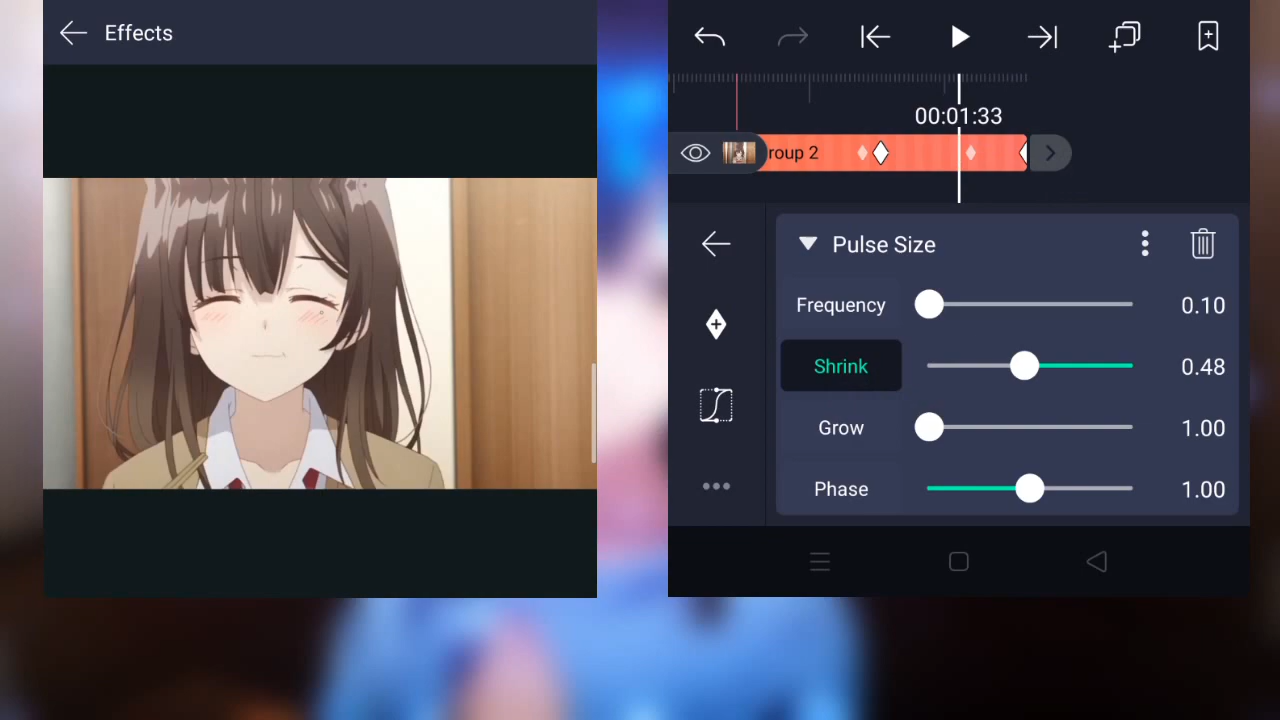 Effects
00:01:33
roup 2
Pulse Size
Frequency 0.10
Shrink 0.48
Grow 1.00
Phase 1.00